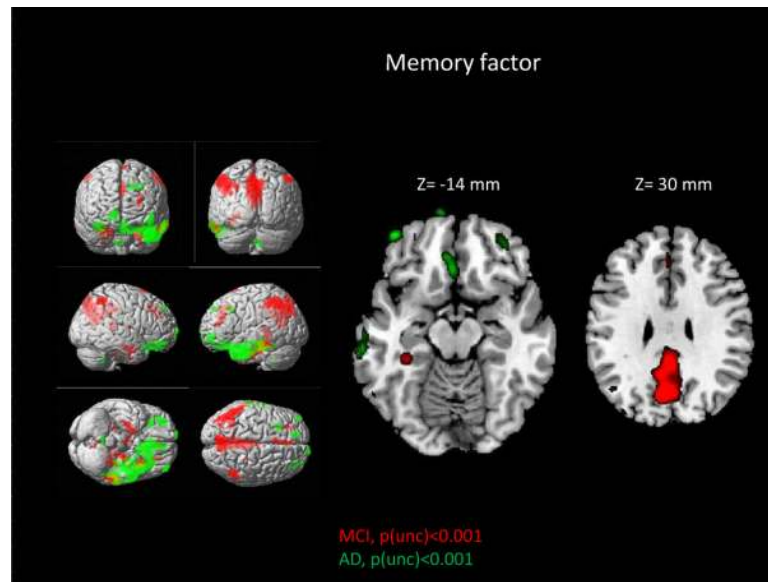 Memory factor
Z= -14 mm
Z= 30 mm
MCI, p(unc)<0.001
AD, p(unc)<0.001